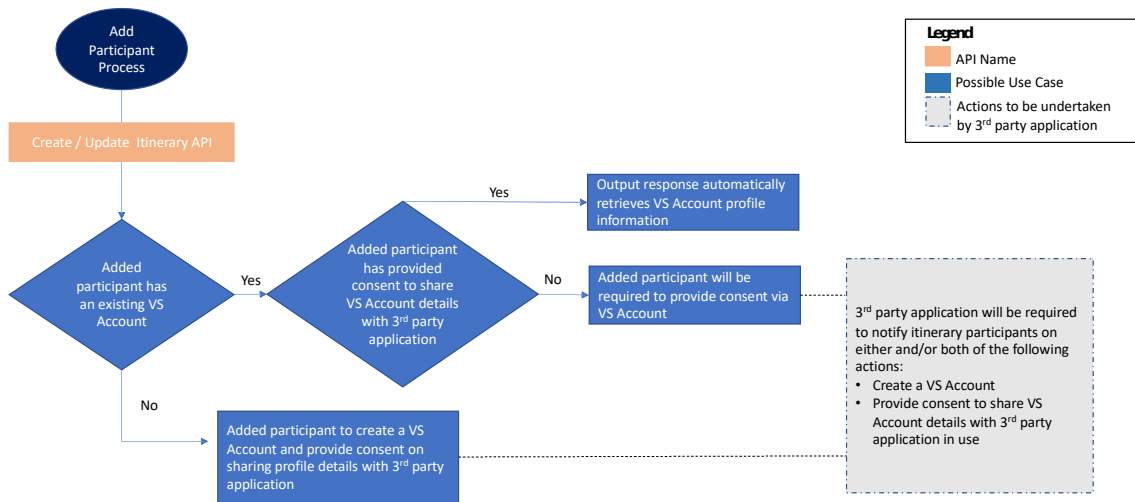 Add
Participant
Process
Legend
API Name
Possible Use Case
Actions to be undertaken
by 3rd party application
Create / Update Itinerary API
Yes
Output response automatically
retrieves VS Account profile
information
Added
participant has
an existing VS
Account
Yes
Added participant
has provided
consent to share
VS Account details
with 3rd party
application
No
Added participant will be
required to provide consent via
VS Account
3rd party application will be required
to notify itinerary participants on
either and/or both of the following
actions:
• Create a VS Account
• Provide consent to share VS
Account details with 3rd party
application in use
No
Added participant to create a VS
Account and provide consent on
sharing profile details with 3rd party
application